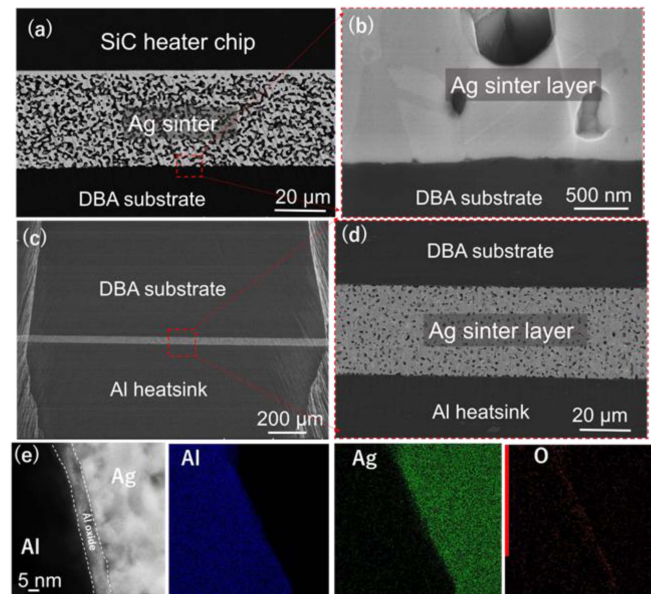 (a)
SiC heater chip
Ag sinter
DBA substrate
20 μm
(b)
Ag sinter layer
DBA substrate
500 nm
(c)
DBA substrate
Al heatsink
200 μm
(d)
DBA substrate
Ag sinter layer
Al heatsink
20 μm
(e)
Ag
Al oxide
Al
5 nm
Al
Ag
O